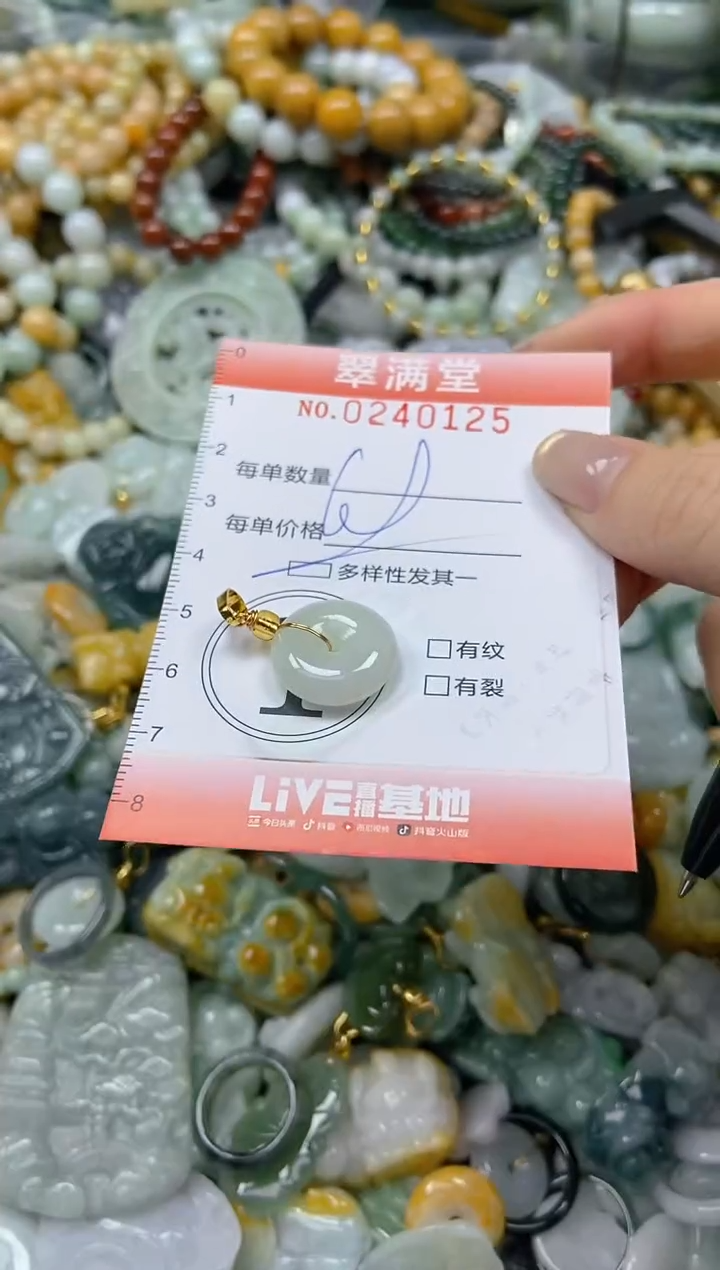 0
翠满堂
NO.0240125
1
2
每单数量
3
每单价格
4
多样性发其一
5
有纹
6
有裂
7
LIVE直播基地
8
今日头条 抖音 西瓜视频 抖音火山版